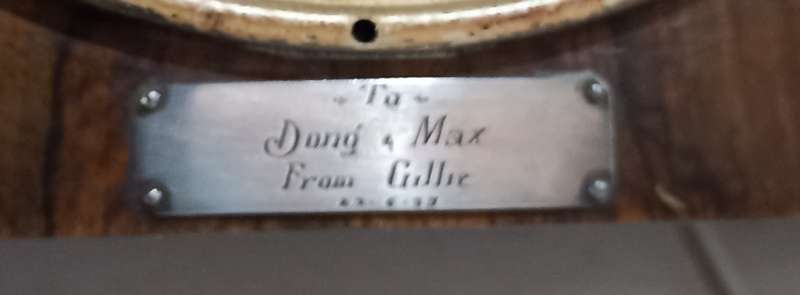 To
Doug & Max
From Gillie